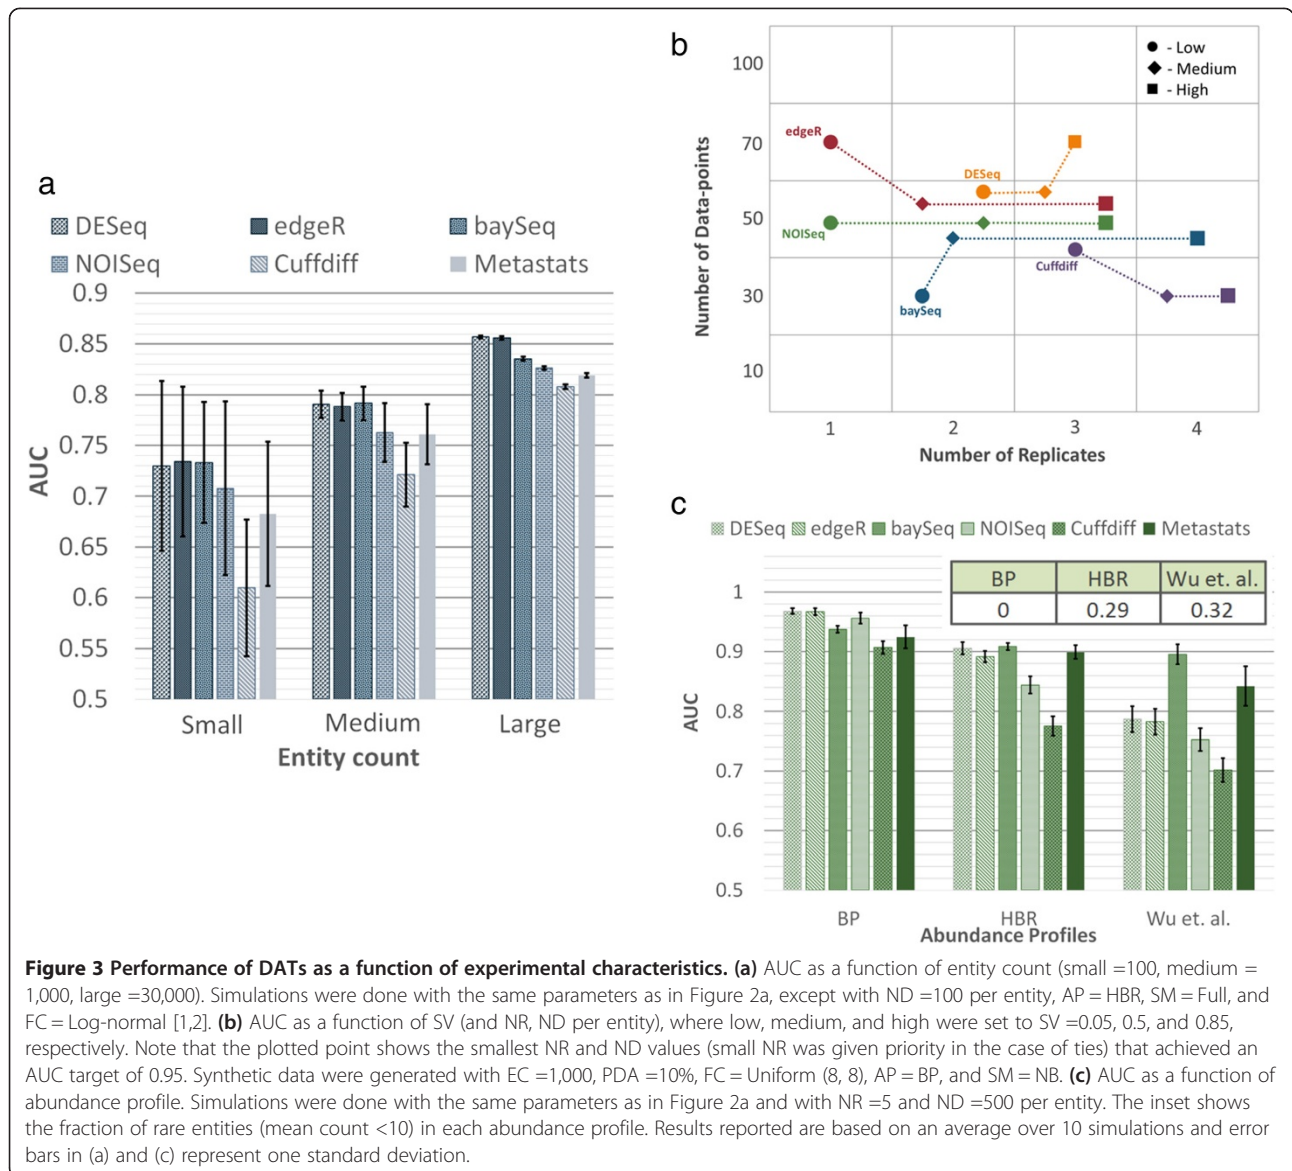 a
DESeq edgeR baySeq
NOISeq Cuffdiff Metastats
0.9
0.85
0.8
0.75
0.7
0.65
0.6
0.55
0.5
AUC
Small Medium Large
Entity count
b
- Low
- Medium
- High
100
70
50
30
10
Number of Data-points
edgeR
DESeq
NOISeq
Cuffdiff
baySeq
1 2 3 4
Number of Replicates
c
DESeq edgeR baySeq NOISeq Cuffdiff Metastats
BP HBR Wu et. al.
0 0.29 0.32
1
0.9
0.8
0.7
0.6
0.5
AUC
BP HBR Wu et. al.
Abundance Profiles
Figure 3 Performance of DATs as a function of experimental characteristics. (a) AUC as a function of entity count (small =100, medium =
1,000, large =30,000). Simulations were done with the same parameters as in Figure 2a, except with ND =100 per entity, AP = HBR, SM = Full, and
FC = Log-normal [1,2]. (b) AUC as a function of SV (and NR, ND per entity), where low, medium, and high were set to SV =0.05, 0.5, and 0.85,
respectively. Note that the plotted point shows the smallest NR and ND values (small NR was given priority in the case of ties) that achieved an
AUC target of 0.95. Synthetic data were generated with EC =1,000, PDA =10%, FC = Uniform (8, 8), AP = BP, and SM = NB. (c) AUC as a function of
abundance profile. Simulations were done with the same parameters as in Figure 2a and with NR =5 and ND =500 per entity. The inset shows
the fraction of rare entities (mean count <10) in each abundance profile. Results reported are based on an average over 10 simulations and error
bars in (a) and (c) represent one standard deviation.